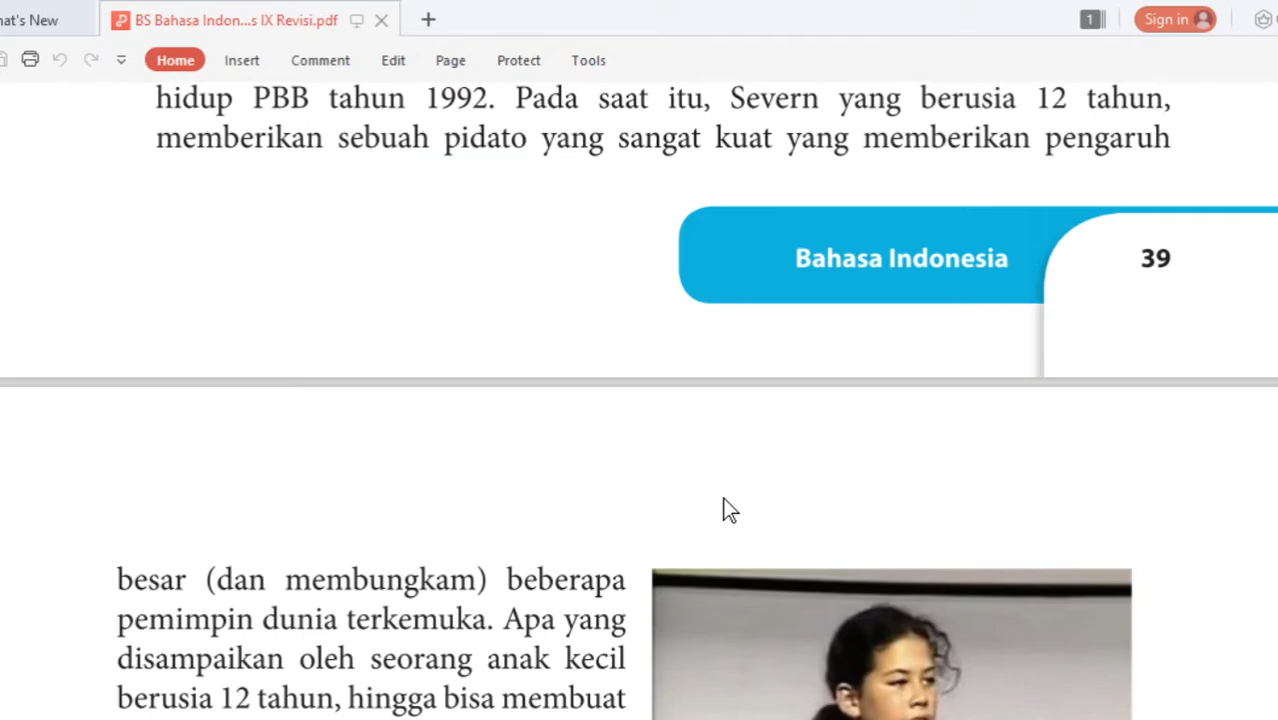 hat's New
BS Bahasa Indon...s IX Revisi.pdf
1
Sign in
Home Insert Comment Edit Page Protect Tools
hidup PBB tahun 1992. Pada saat itu, Severn yang berusia 12 tahun,
memberikan sebuah pidato yang sangat kuat yang memberikan pengaruh
Bahasa Indonesia 39
besar (dan membungkam) beberapa
pemimpin dunia terkemuka. Apa yang
disampaikan oleh seorang anak kecil
berusia 12 tahun, hingga bisa membuat